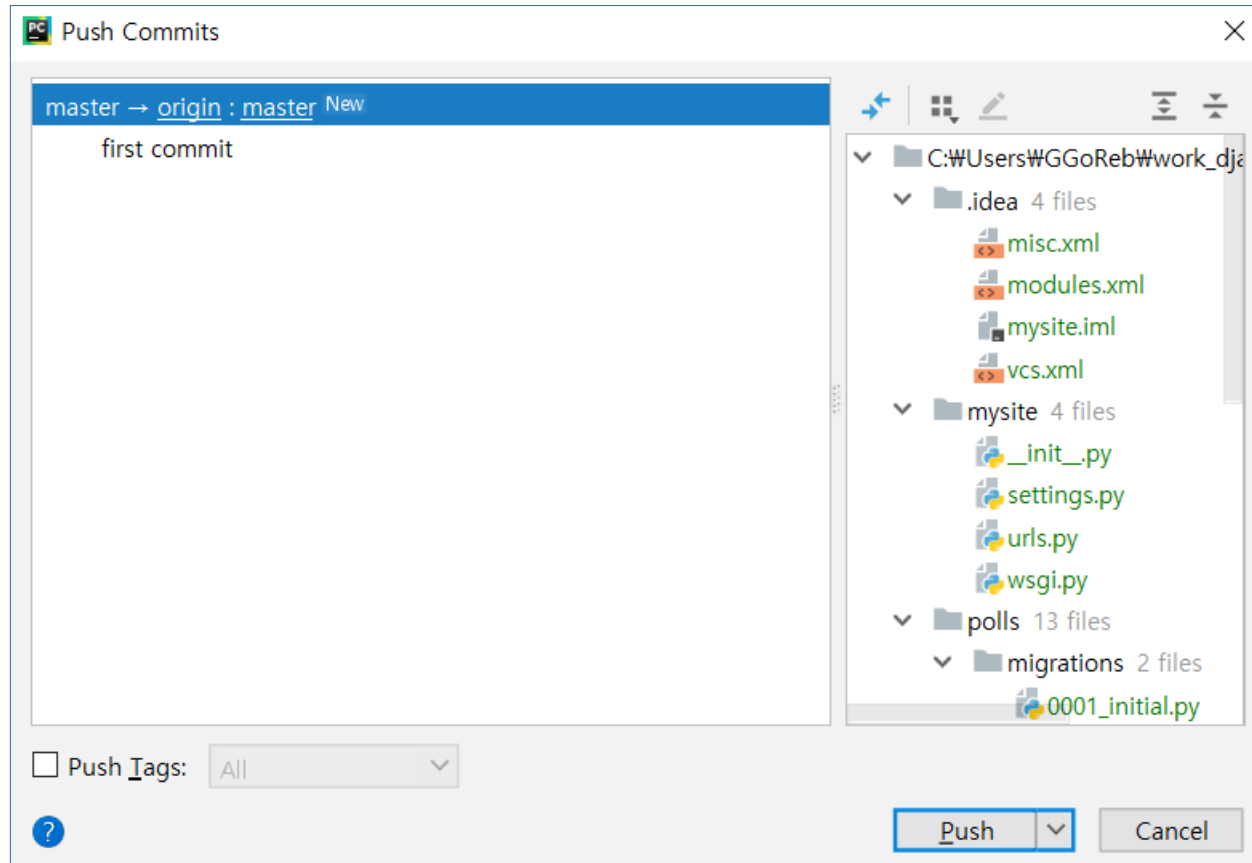 PC Push Commits
master → origin : master New
first commit
C:₩Users₩GGoReb₩work_dja
.idea 4 files
misc.xml
modules.xml
mysite.iml
vcs.xml
mysite 4 files
__init__.py
settings.py
urls.py
wsgi.py
polls 13 files
migrations 2 files
0001_initial.py
Push Tags: All
?
Push Cancel